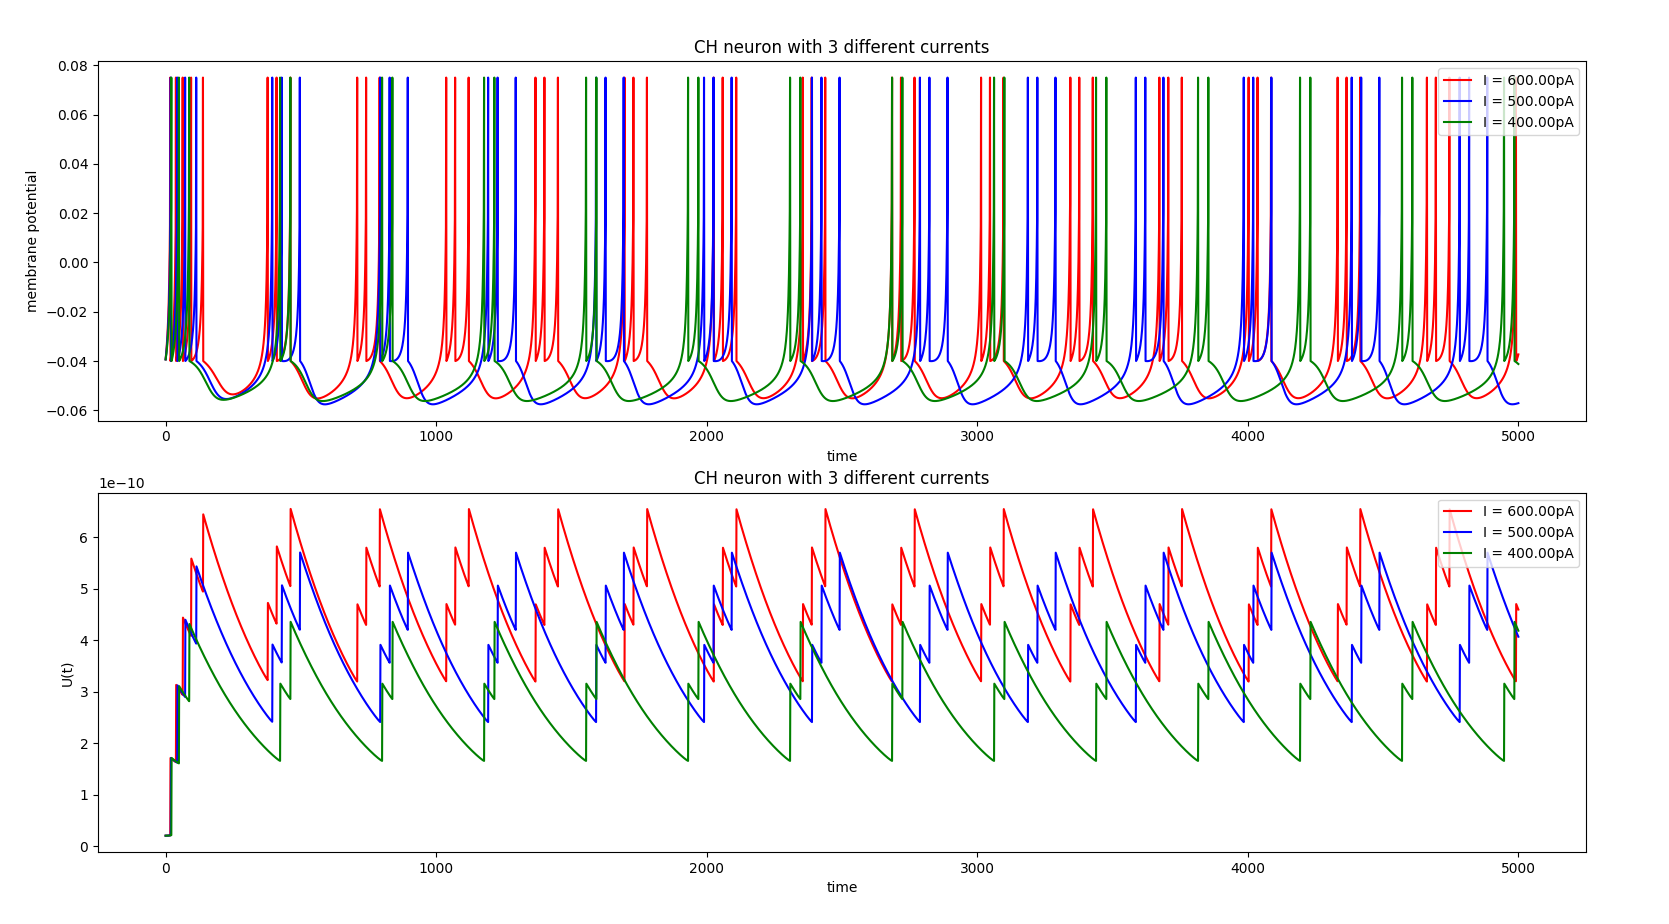 CH neuron with 3 different currents
membrane potential
0.08
0.06
0.04
0.02
0.00
−0.02
−0.04
−0.06
I = 600.00pA
I = 500.00pA
I = 400.00pA
0 1000 2000 3000 4000 5000
time
CH neuron with 3 different currents
1e−10
U(t)
6
5
4
3
2
1
0
I = 600.00pA
I = 500.00pA
I = 400.00pA
0 1000 2000 3000 4000 5000
time